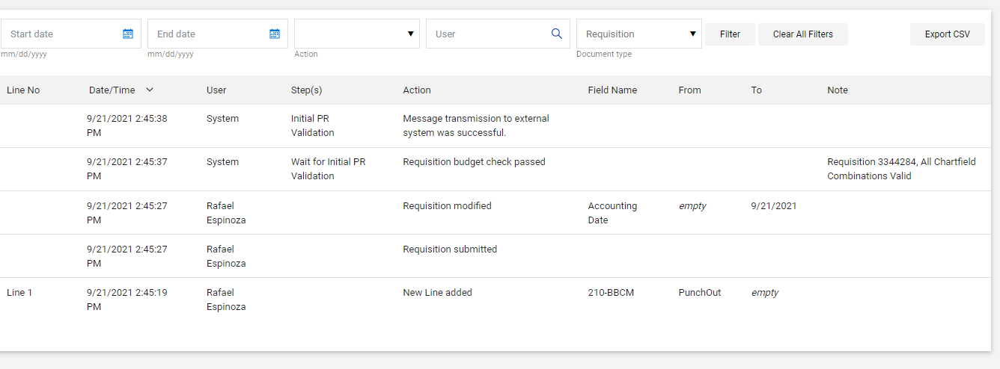 Start date End date User Requisition Filter Clear All Filters Export CSV
mm/dd/yyyy mm/dd/yyyy Action Document type
Line No Date/Time User Step(s) Action Field Name From To Note
9/21/2021 2:45:38 System Initial PR Message transmission to external
PM Validation system was successful.
9/21/2021 2:45:37 System Wait for Initial PR Requisition budget check passed Requisition 3344284, All Chartfield
PM Validation Combinations Valid
9/21/2021 2:45:27 Rafael Requisition modified Accounting empty 9/21/2021
PM Espinoza Date
9/21/2021 2:45:27 Rafael Requisition submitted
PM Espinoza
Line 1 9/21/2021 2:45:19 Rafael New Line added 210-BBCM PunchOut empty
PM Espinoza